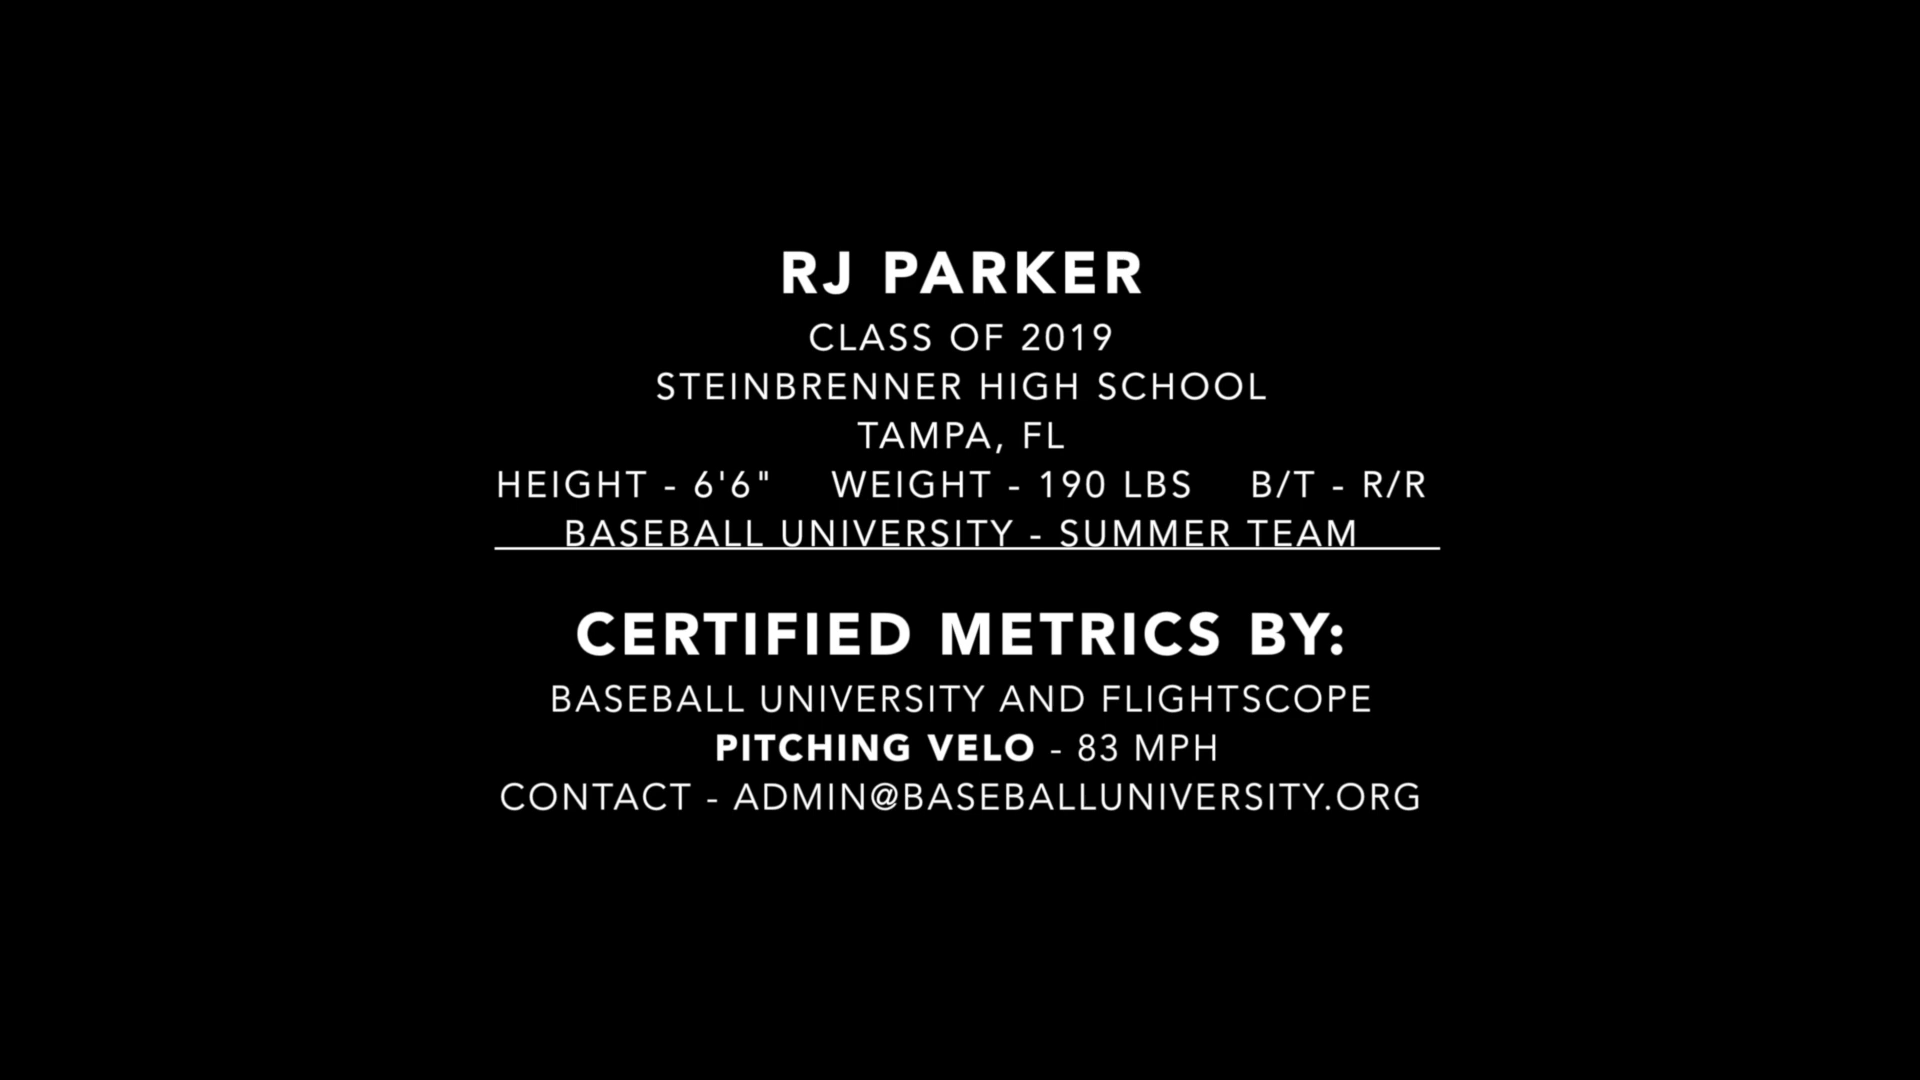 RJ PARKER
CLASS OF 2019
STEINBRENNER HIGH SCHOOL
TAMPA, FL
HEIGHT - 6'6" WEIGHT - 190 LBS B/T - R/R
BASEBALL UNIVERSITY - SUMMER TEAM
CERTIFIED METRICS BY:
BASEBALL UNIVERSITY AND FLIGHTSCOPE
PITCHING VELO - 83 MPH
CONTACT - ADMIN@BASEBALLUNIVERSITY.ORG